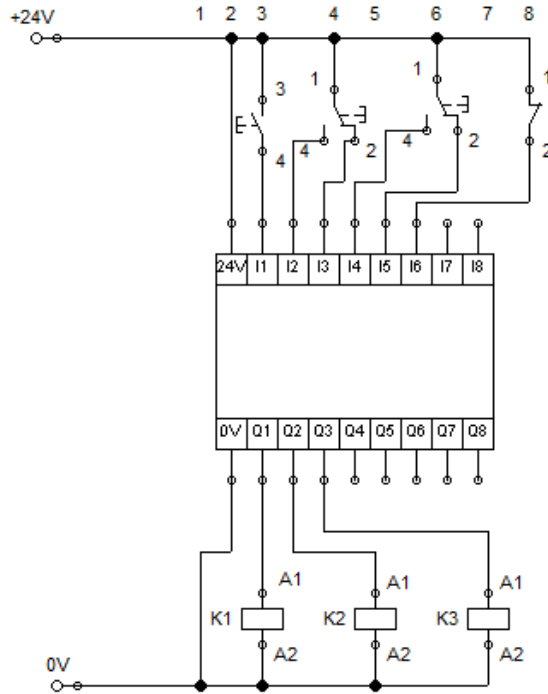 1 2 3 4 5 6 7 8
+24V
3 1 1 1
4 4 2 4 2 2
24V I1 I2 I3 I4 I5 I6 I7 I8
0V Q1 Q2 Q3 Q4 Q5 Q6 Q7 Q8
A1 A1 A1
K1 K2 K3
A2 A2 A2
0V